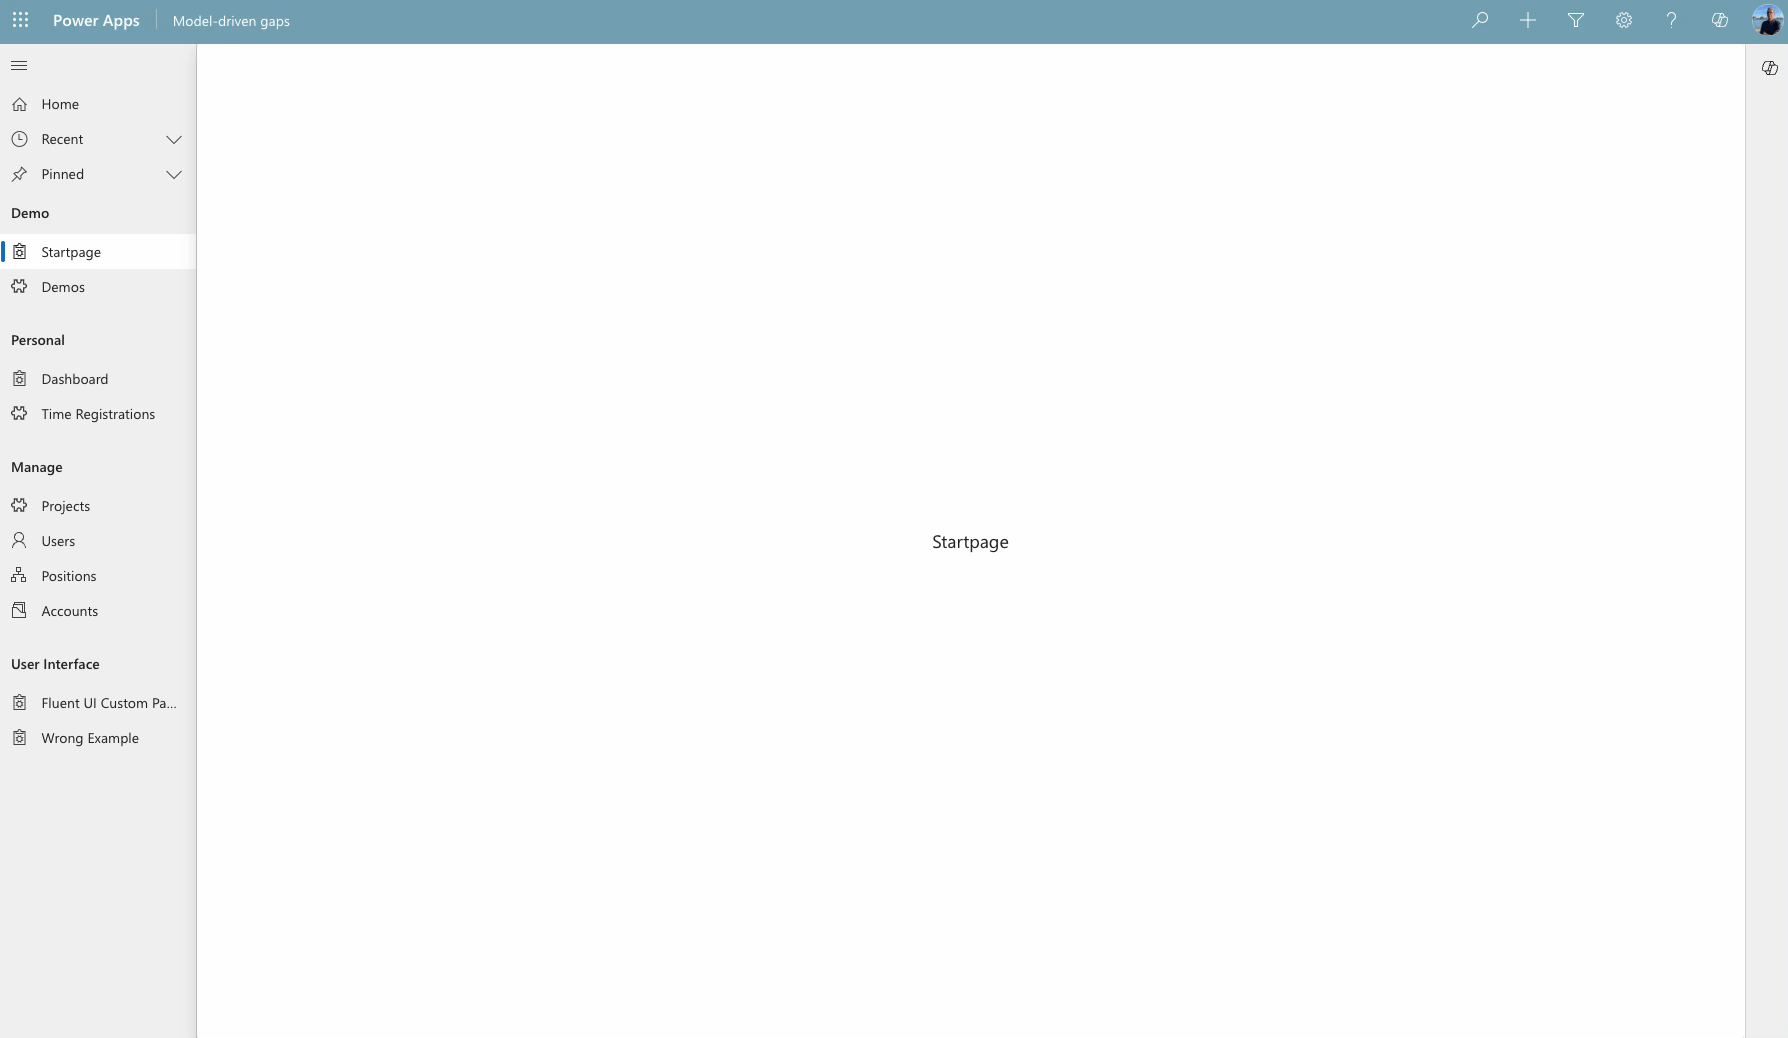 Power Apps
Model-driven gaps
Home
Recent
Pinned
Demo
Startpage
Demos
Personal
Dashboard
Time Registrations
Manage
Projects
Users
Positions
Accounts
User Interface
Fluent UI Custom Pa...
Wrong Example
Startpage